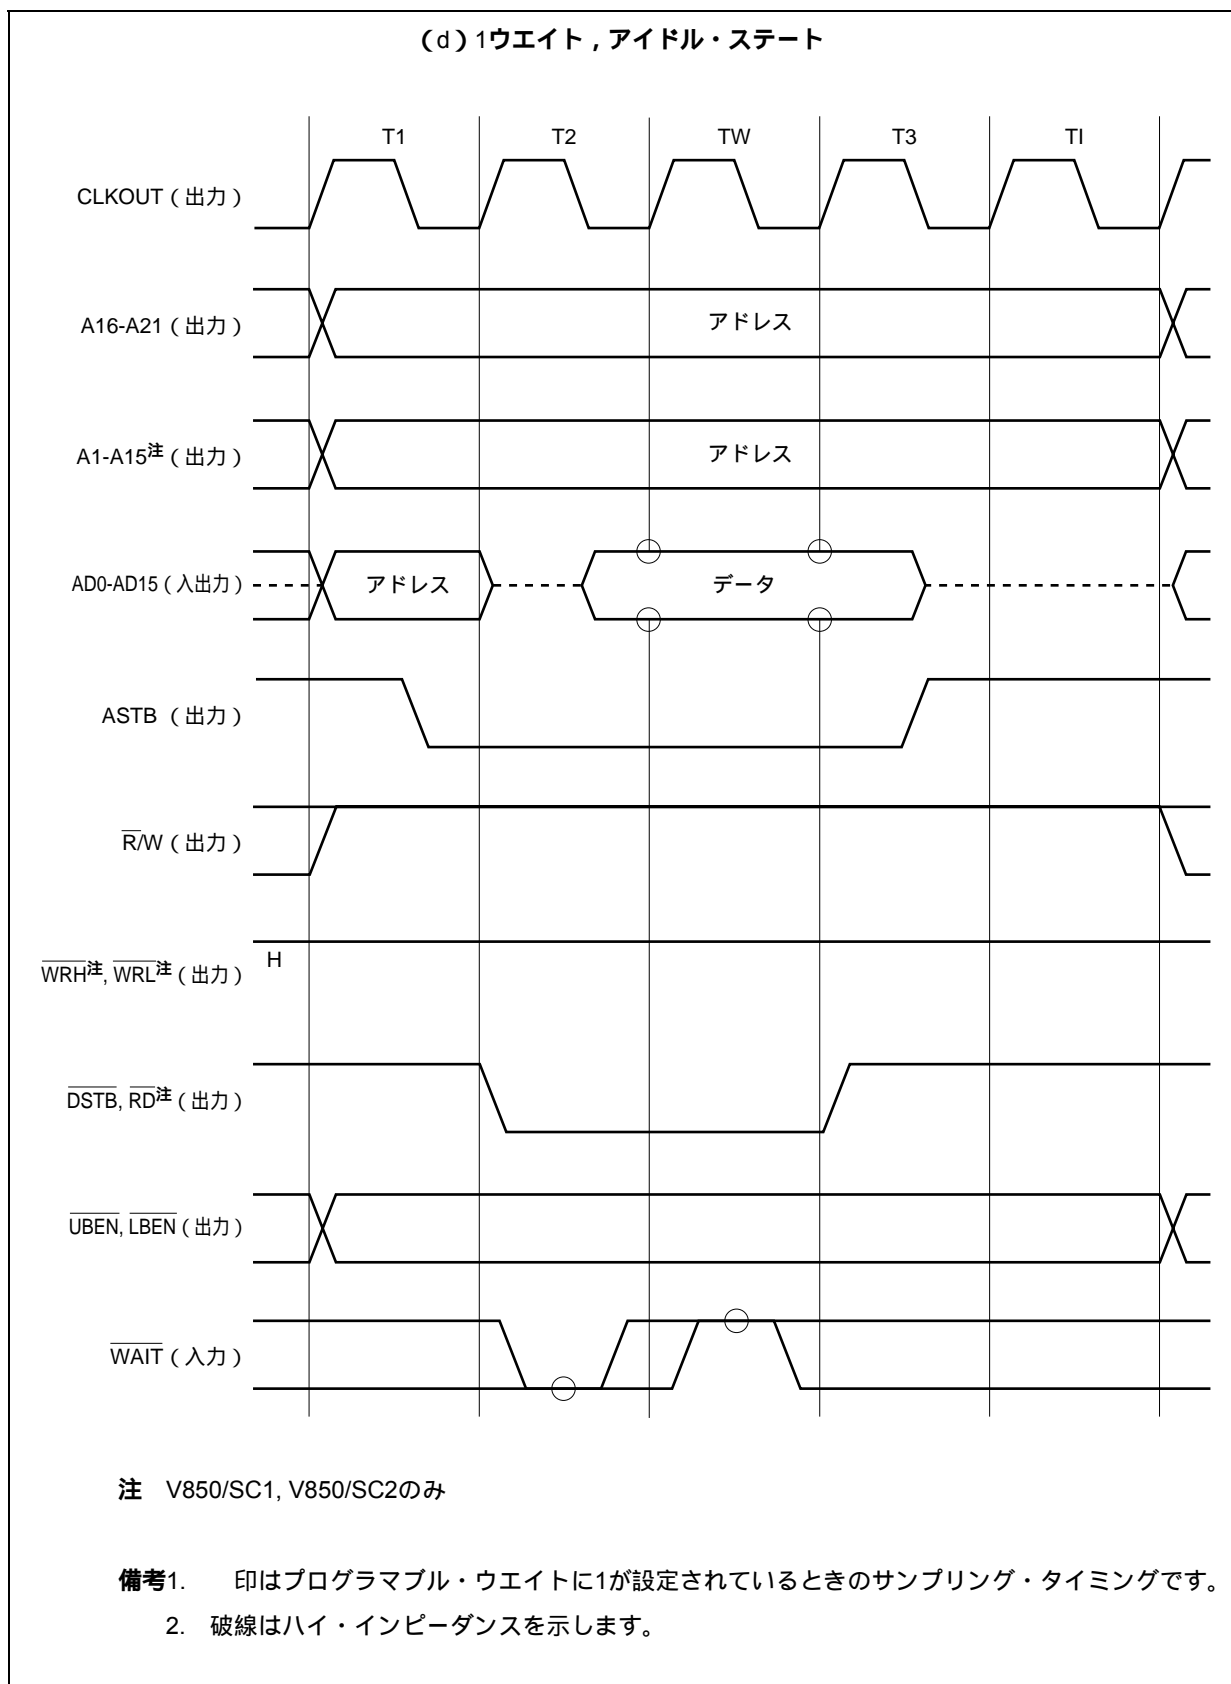 (d)1ウエイト,アイドル・ステート
T1 T2 TW T3 TI
CLKOUT(出力)
A16-A21(出力) アドレス
A1-A15注(出力) アドレス
AD0-AD15(入出力) アドレス データ
ASTB (出力)
R/W(出力)
WRH注, WRL注(出力) H
DSTB, RD注(出力)
UBEN, LBEN(出力)
WAIT(入力)
注 V850/SC1, V850/SC2のみ
備考1. 印はプログラマブル・ウエイトに1が設定されているときのサンプリング・タイミングです。
2. 破線はハイ・インピーダンスを示します。